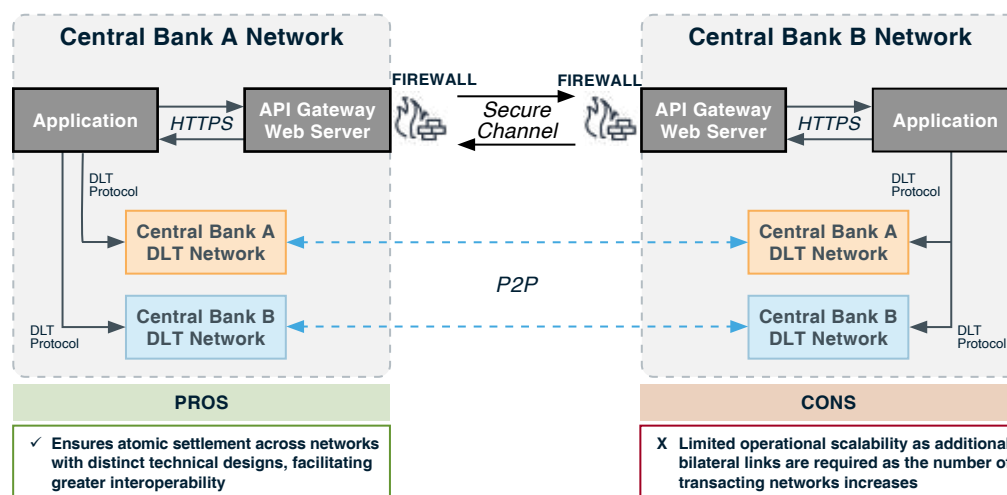 Central Bank A Network
Central Bank B Network
FIREWALL
FIREWALL
Application
HTTPS
API Gateway
Web Server
Secure
Channel
API Gateway
Web Server
HTTPS
Application
DLT
Protocol
DLT
Protocol
Central Bank A
DLT Network
Central Bank A
DLT Network
P2P
DLT
Protocol
Central Bank B
DLT Network
Central Bank B
DLT Network
DLT
Protocol
PROS
CONS
✓ Ensures atomic settlement across networks
with distinct technical designs, facilitating
greater interoperability
X Limited operational scalability as additional
bilateral links are required as the number of
transacting networks increases